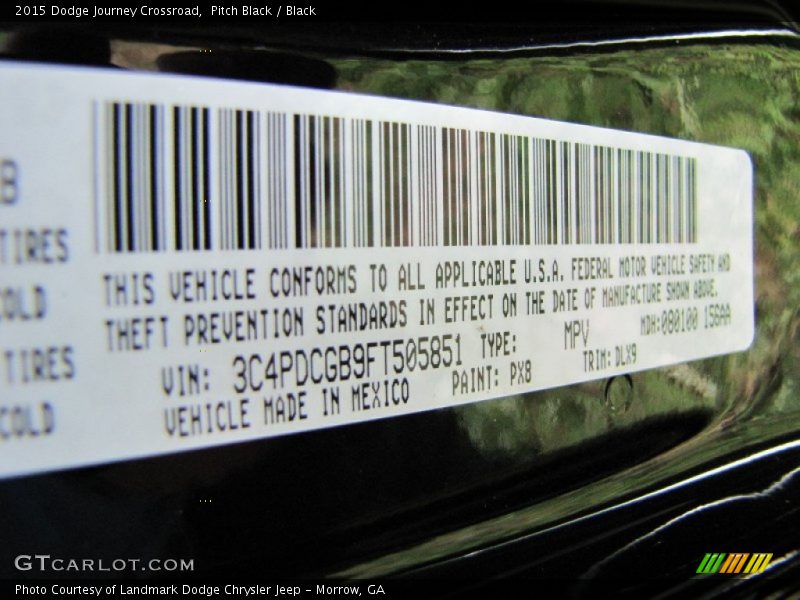 2015 Dodge Journey Crossroad, Pitch Black / Black
B
TIRES
COLD
TIRES
COLD
THIS VEHICLE CONFORMS TO ALL APPLICABLE U.S.A. FEDERAL MOTOR VEHICLE SAFETY AND
THEFT PREVENTION STANDARDS IN EFFECT ON THE DATE OF MANUFACTURE SHOWN ABOVE.
VIN: 3C4PDCGB9FT505851 TYPE: MPV MDH:080100 156AA
VEHICLE MADE IN MEXICO PAINT: PX8 TRIM:DLX9
GTCARLOT.COM
Photo Courtesy of Landmark Dodge Chrysler Jeep - Morrow, GA